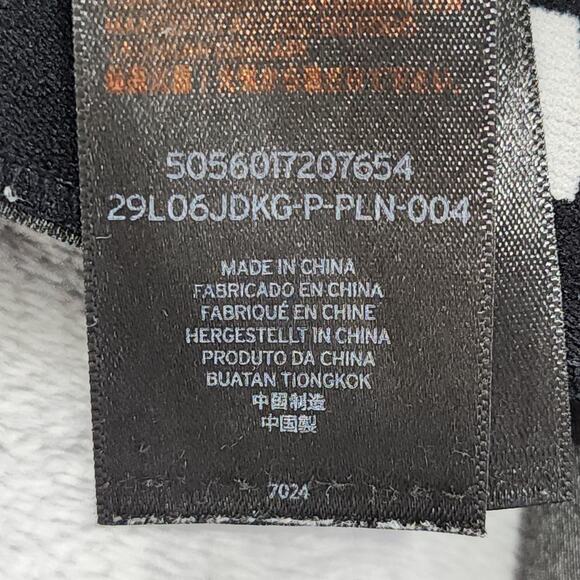 5056017207654
29L06JDKG-P-PLN-004
MADE IN CHINA
FABRICADO EN CHINA
FABRIQUÉ EN CHINE
HERGESTELLT IN CHINA
PRODUTO DA CHINA
BUATAN TIONGKOK
中国制造
中国製
7024